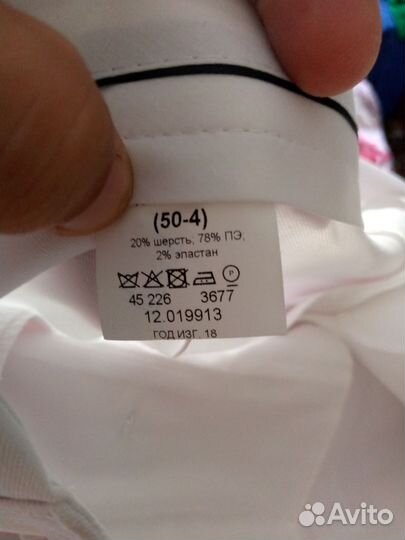 (50-4)
20% шерсть, 78% ПЭ,
2% эластан
P
45 226 3677
12.019913
ГОД ИЗГ. 18
Avito